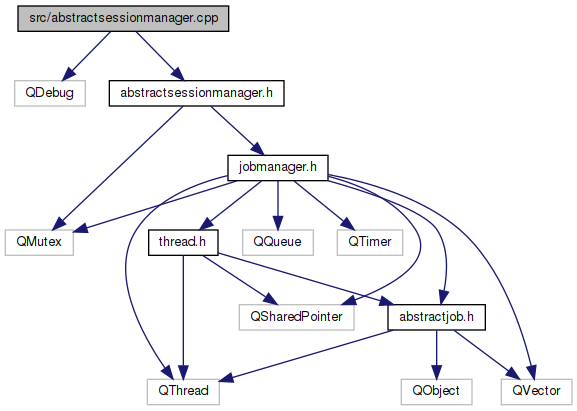 src/abstractsessionmanager.cpp
QDebug
abstractsessionmanager.h
jobmanager.h
QMutex
thread.h
QQueue
QTimer
QSharedPointer
abstractjob.h
QThread
QObject
QVector